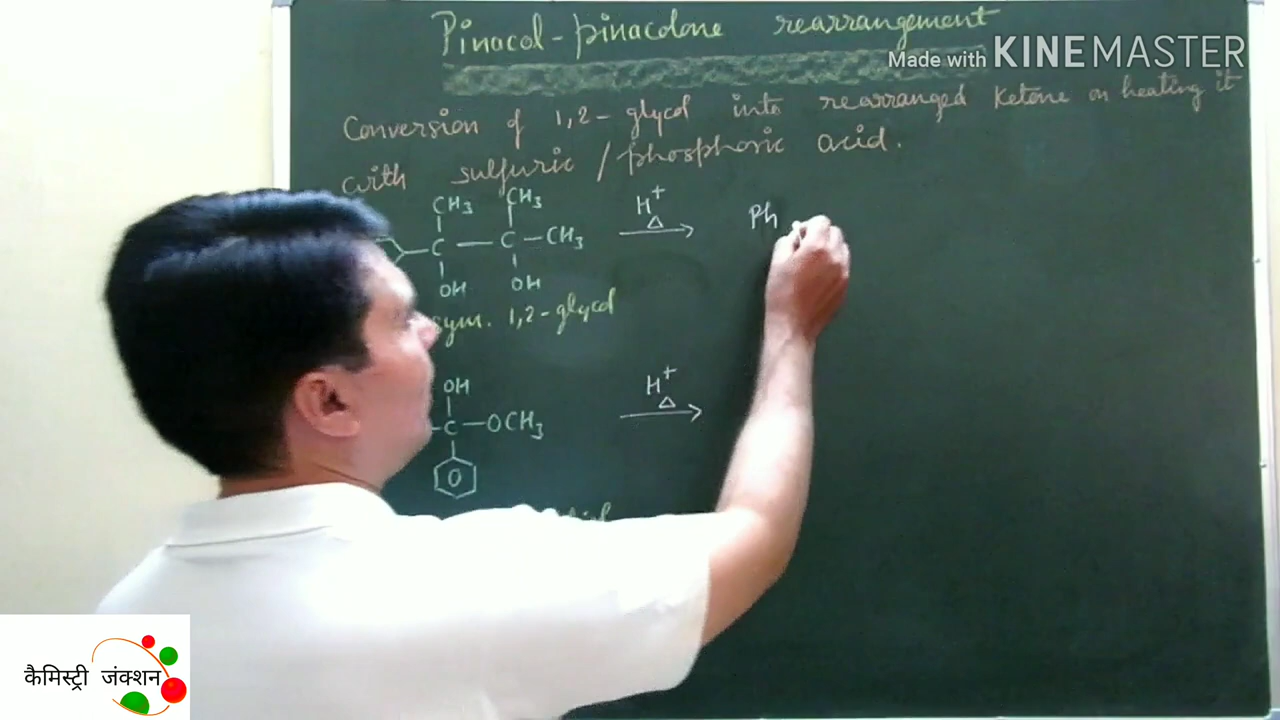 Pinacol-pinacolone rearrangement
Made with KINEMASTER
Conversion of 1,2-glycol into rearranged Ketone on heating it
with sulfuric/phosphoric acid.
CH3 CH3
C — C — CH3
OH OH
H+
Δ
Ph
sym. 1,2-glycol
OH
C — OCH3
H+
Δ
कैमिस्ट्री जंक्शन